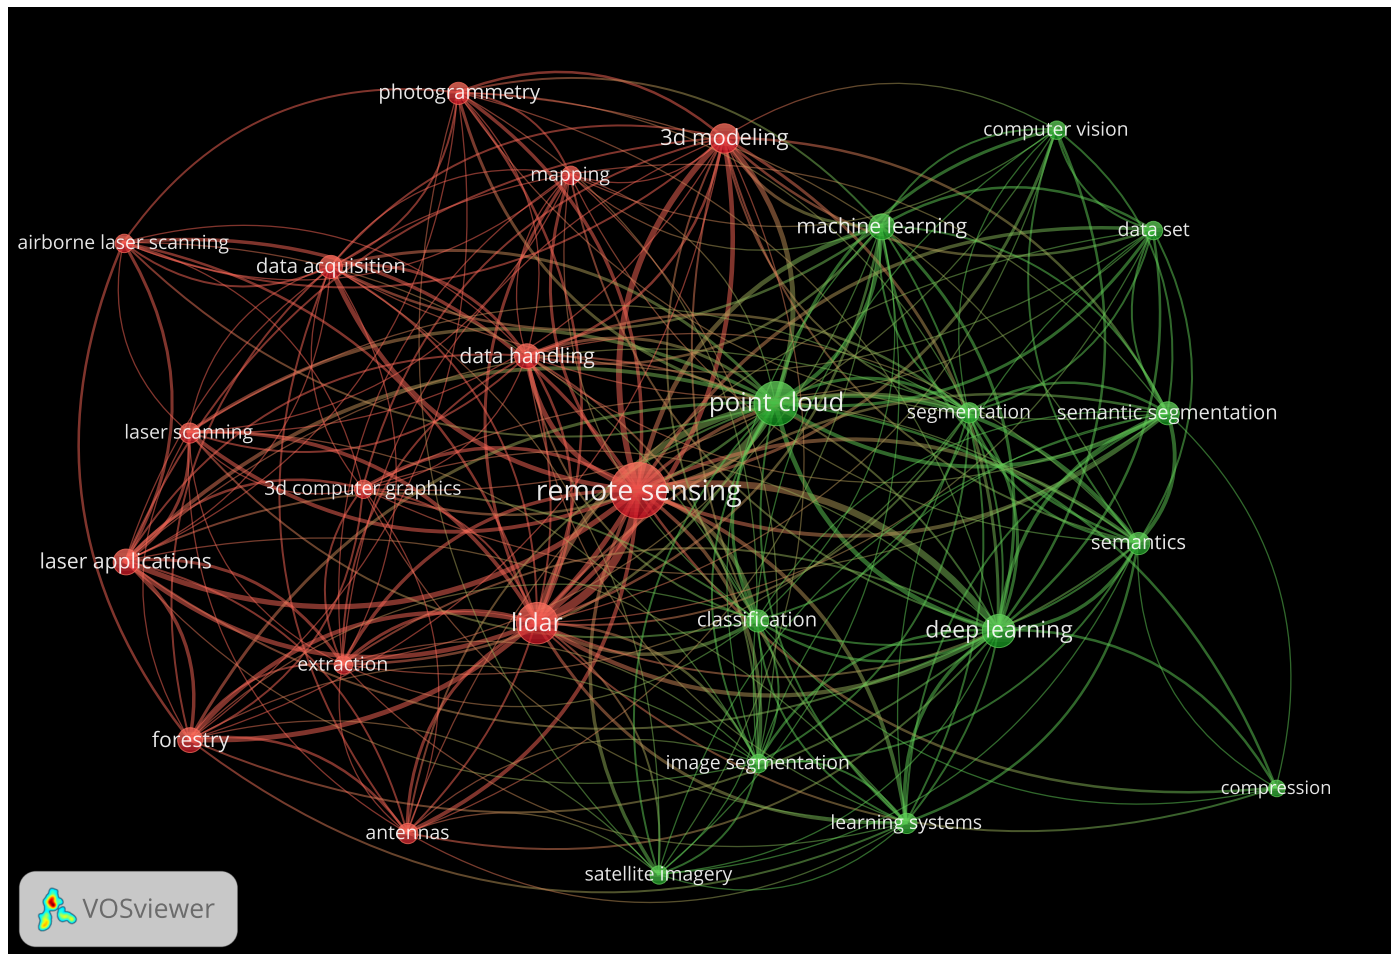 photogrammetry
3d modeling
computer vision
mapping
machine learning
data set
airborne laser scanning
data acquisition
data handling
point cloud
segmentation
semantic segmentation
laser scanning
3d computer graphics
remote sensing
semantics
laser applications
lidar
classification
deep learning
extraction
forestry
image segmentation
compression
antennas
learning systems
satellite imagery
VOSviewer